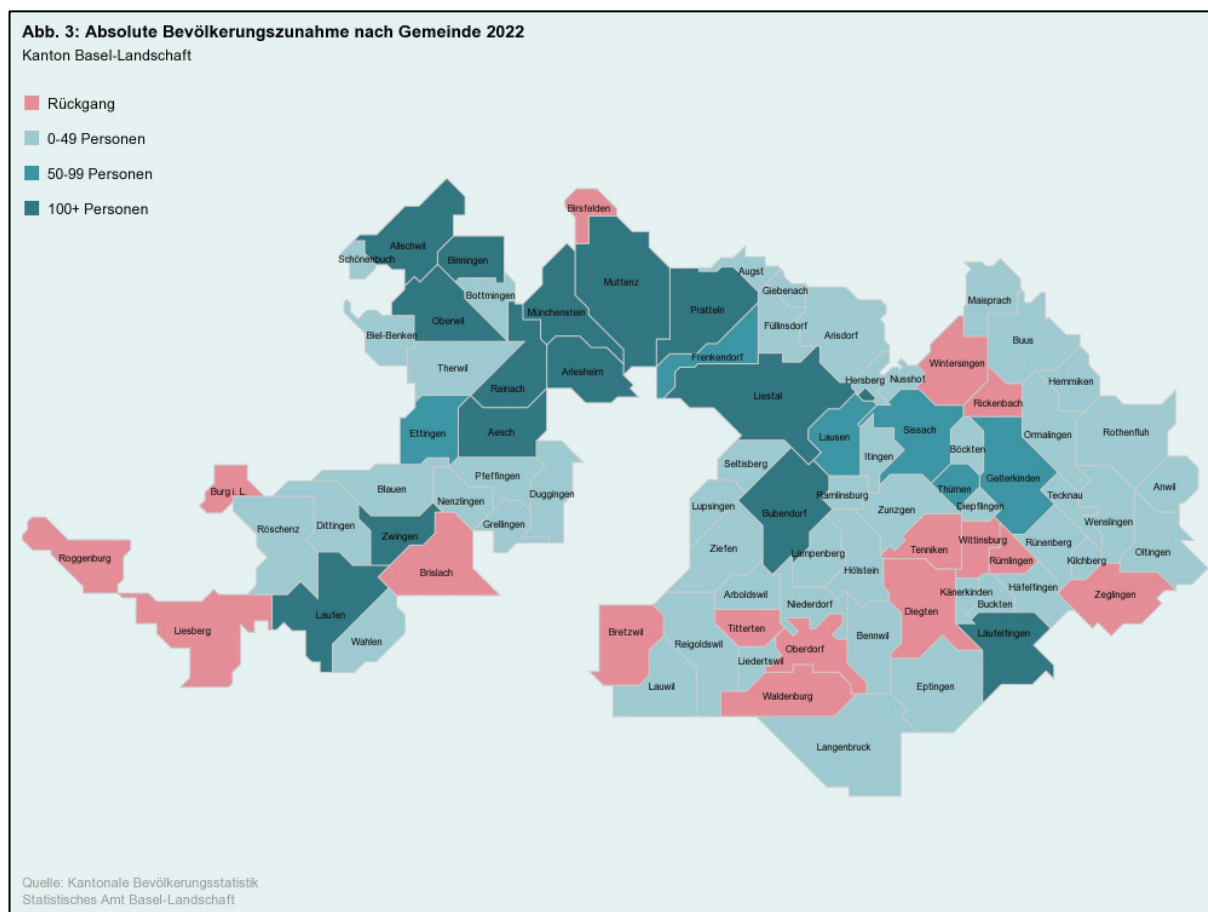 Abb. 3: Absolute Bevölkerungszunahme nach Gemeinde 2022
Kanton Basel-Landschaft
Rückgang
0-49 Personen
50-99 Personen
100+ Personen
Birsfelden
Allschwil
Schönenbuch
Binningen
Bottmingen
Muttenz
Augst
Giebenach
Maisprach
Münchenstein
Pratteln
Oberwil
Füllinsdorf
Arisdorf
Biel-Benken
Buus
Frenkendorf
Wintersingen
Therwil
Arlesheim
Reinach
Hersberg
Nusshof
Hemmiken
Liestal
Rickenbach
Aesch
Ettingen
Lausen
Sissach
Ormalingen
Rothenfluh
Böckten
Itingen
Seltisberg
Pfeffingen
Gelterkinden
Blauen
Duggingen
Ramlinsburg
Thürnen
Anwil
Burg i. L.
Nenzlingen
Tecknau
Lupsingen
Diepflingen
Zunzgen
Bubendorf
Wenslingen
Röschenz
Dittingen
Grellingen
Zwingen
Wittinsburg
Rünenberg
Ziefen
Tenniken
Lampenberg
Oltingen
Roggenburg
Rümlingen
Kilchberg
Hölstein
Brislach
Känerkinden
Häfelfingen
Zeglingen
Arboldswil
Niederdorf
Buckten
Diegten
Laufen
Liesberg
Titterten
Bretzwil
Läufelfingen
Wahlen
Reigoldswil
Bennwil
Oberdorf
Liedertswil
Lauwil
Eptingen
Waldenburg
Langenbruck
Quelle: Kantonale Bevölkerungsstatistik
Statistisches Amt Basel-Landschaft